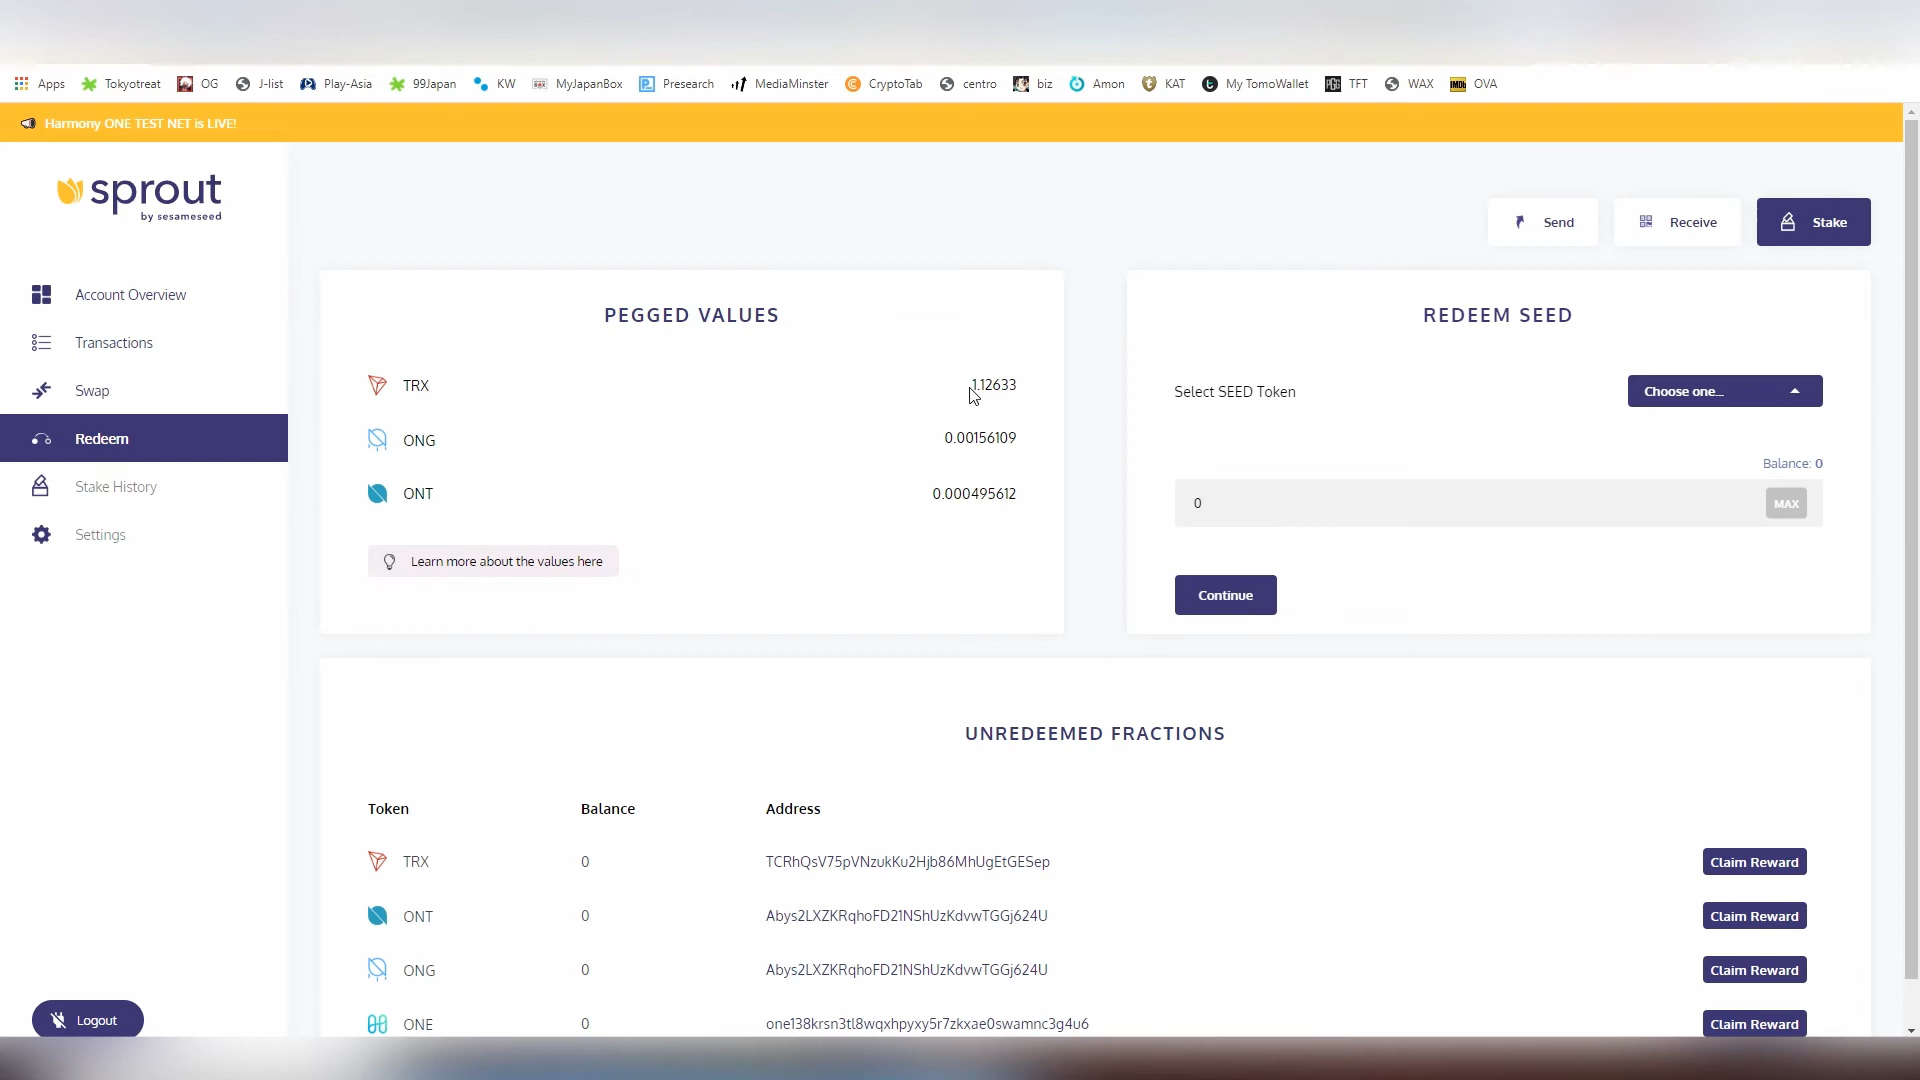 Apps Tokyotreat OG J-list Play-Asia 99Japan KW MyJapanBox Presearch MediaMinster CryptoTab centro biz Amon KAT My TomoWallet TFT WAX OVA
Harmony ONE TEST NET is LIVE!
sprout
by sesameseed
Send Receive Stake
Account Overview
Transactions
Swap
Redeem
Stake History
Settings
Logout
PEGGED VALUES
TRX 1.12633
ONG 0.00156109
ONT 0.000495612
Learn more about the values here
REDEEM SEED
Select SEED Token Choose one...
Balance: 0
0 MAX
Continue
UNREDEEMED FRACTIONS
Token Balance Address
TRX 0 TCRhQsV75pVNzukKu2Hjb86MhUgEtGESep Claim Reward
ONT 0 Abys2LXZKRqhoFD21NShUzKdvwTGGj624U Claim Reward
ONG 0 Abys2LXZKRqhoFD21NShUzKdvwTGGj624U Claim Reward
ONE 0 one138krsn3tl8wqxhpyxy5r7zkxae0swamnc3g4u6 Claim Reward